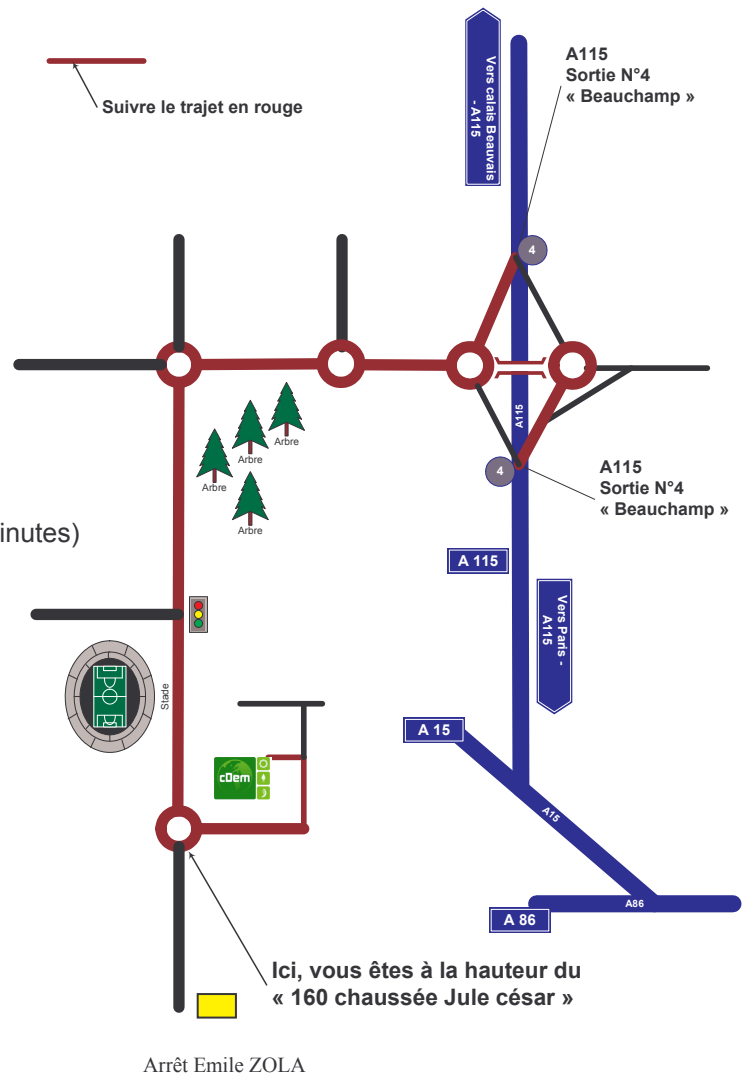 Suivre le trajet en rouge
Vers calais Beauvais
- A115
A115
Sortie N°4
« Beauchamp »
4
A115
4
A115
Sortie N°4
« Beauchamp »
Arbre
Arbre
Arbre
Arbre
inutes)
A 115
Vers Paris -
A115
Stade
A 15
cDem
A15
A86
A 86
Ici, vous êtes à la hauteur du
« 160 chaussée Jule césar »
Arrêt Emile ZOLA